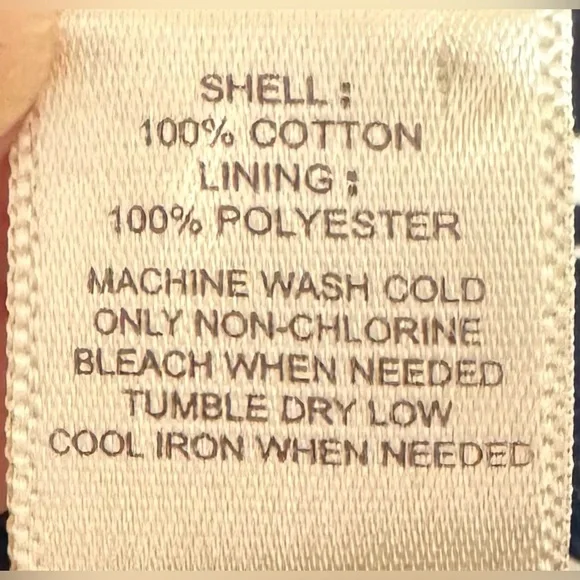 SHELL :
100% COTTON
LINING :
100% POLYESTER
MACHINE WASH COLD
ONLY NON-CHLORINE
BLEACH WHEN NEEDED
TUMBLE DRY LOW
COOL IRON WHEN NEEDED